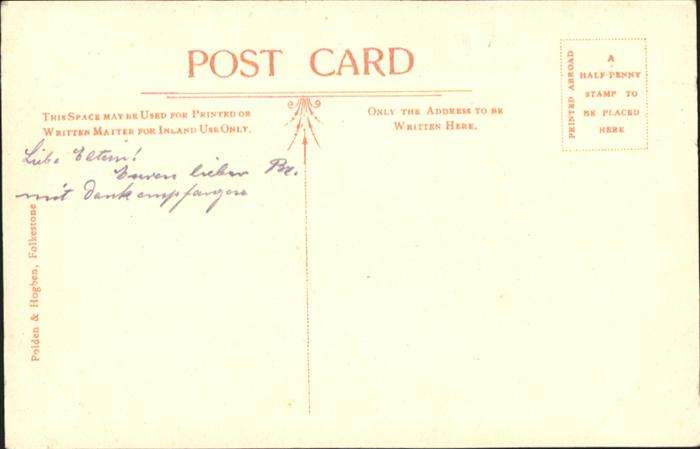 POST CARD
THIS SPACE MAY BE USED FOR PRINTED OR
WRITTEN MATTER FOR INLAND USE ONLY.
ONLY THE ADDRESS TO BE
WRITTEN HERE.
PRINTED ABROAD
A
HALF-PENNY
STAMP TO
BE PLACED
HERE
Liebe Eltern!
Euren lieben Br.
mit Dank empfangen
Polden & Hogben, Folkestone